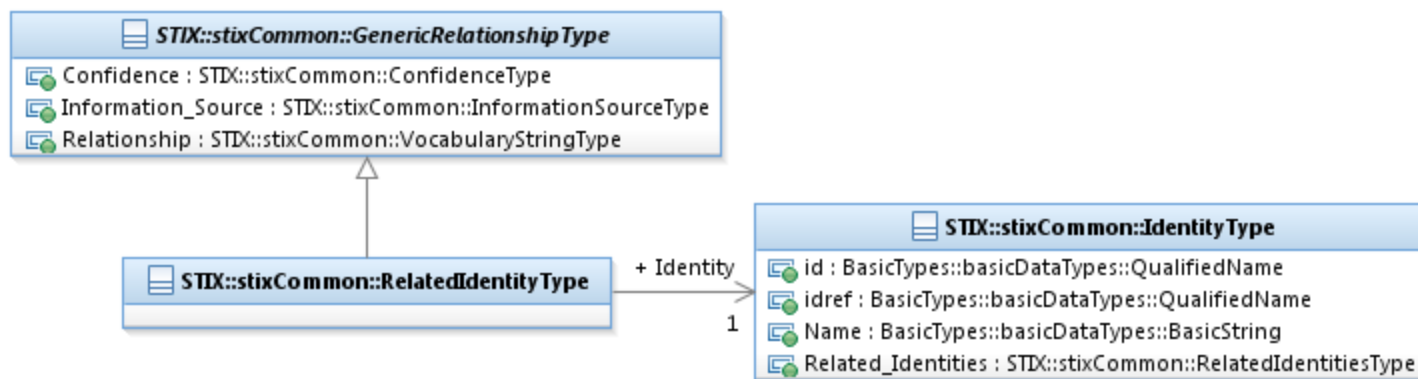 STIX::stixCommon::GenericRelationshipType
Confidence : STIX::stixCommon::ConfidenceType
Information_Source : STIX::stixCommon::InformationSourceType
Relationship : STIX::stixCommon::VocabularyStringType
STIX::stixCommon::RelatedIdentityType
+ Identity
1
STIX::stixCommon::IdentityType
id : BasicTypes::basicDataTypes::QualifiedName
idref : BasicTypes::basicDataTypes::QualifiedName
Name : BasicTypes::basicDataTypes::BasicString
Related_Identities : STIX::stixCommon::RelatedIdentitiesType